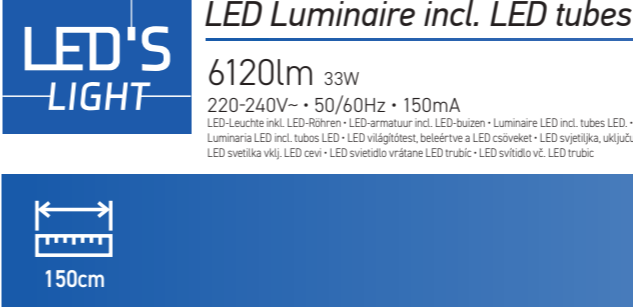 LED'S
LIGHT
LED Luminaire incl. LED tubes
6120lm 33W
220-240V~ • 50/60Hz • 150mA
LED-Leuchte inkl. LED-Röhren • LED-armatuur incl. LED-buizen • Luminaire LED incl. tubes LED. •
Luminaria LED incl. tubos LED • LED világítótest, beleértve a LED csöveket • LED svjetiljka, uključu
LED svetilka vklj. LED cevi • LED svietidlo vrátane LED trubíc • LED svítidlo vč. LED trubic
150cm